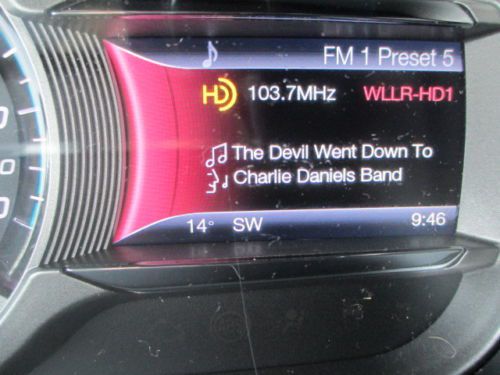 FM 1 Preset 5
HD 103.7MHz WLLR-HD1
The Devil Went Down To
Charlie Daniels Band
14° SW 9:46